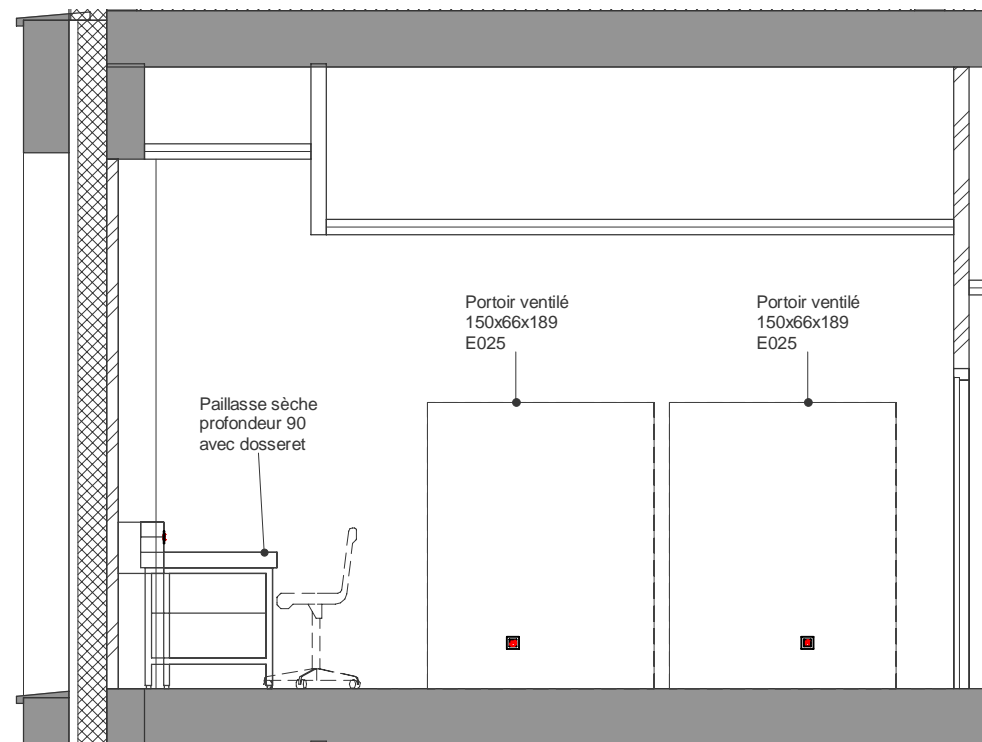 Portoir ventilé
150x66x189
E025
Portoir ventilé
150x66x189
E025
Paillasse sèche
profondeur 90
avec dosseret